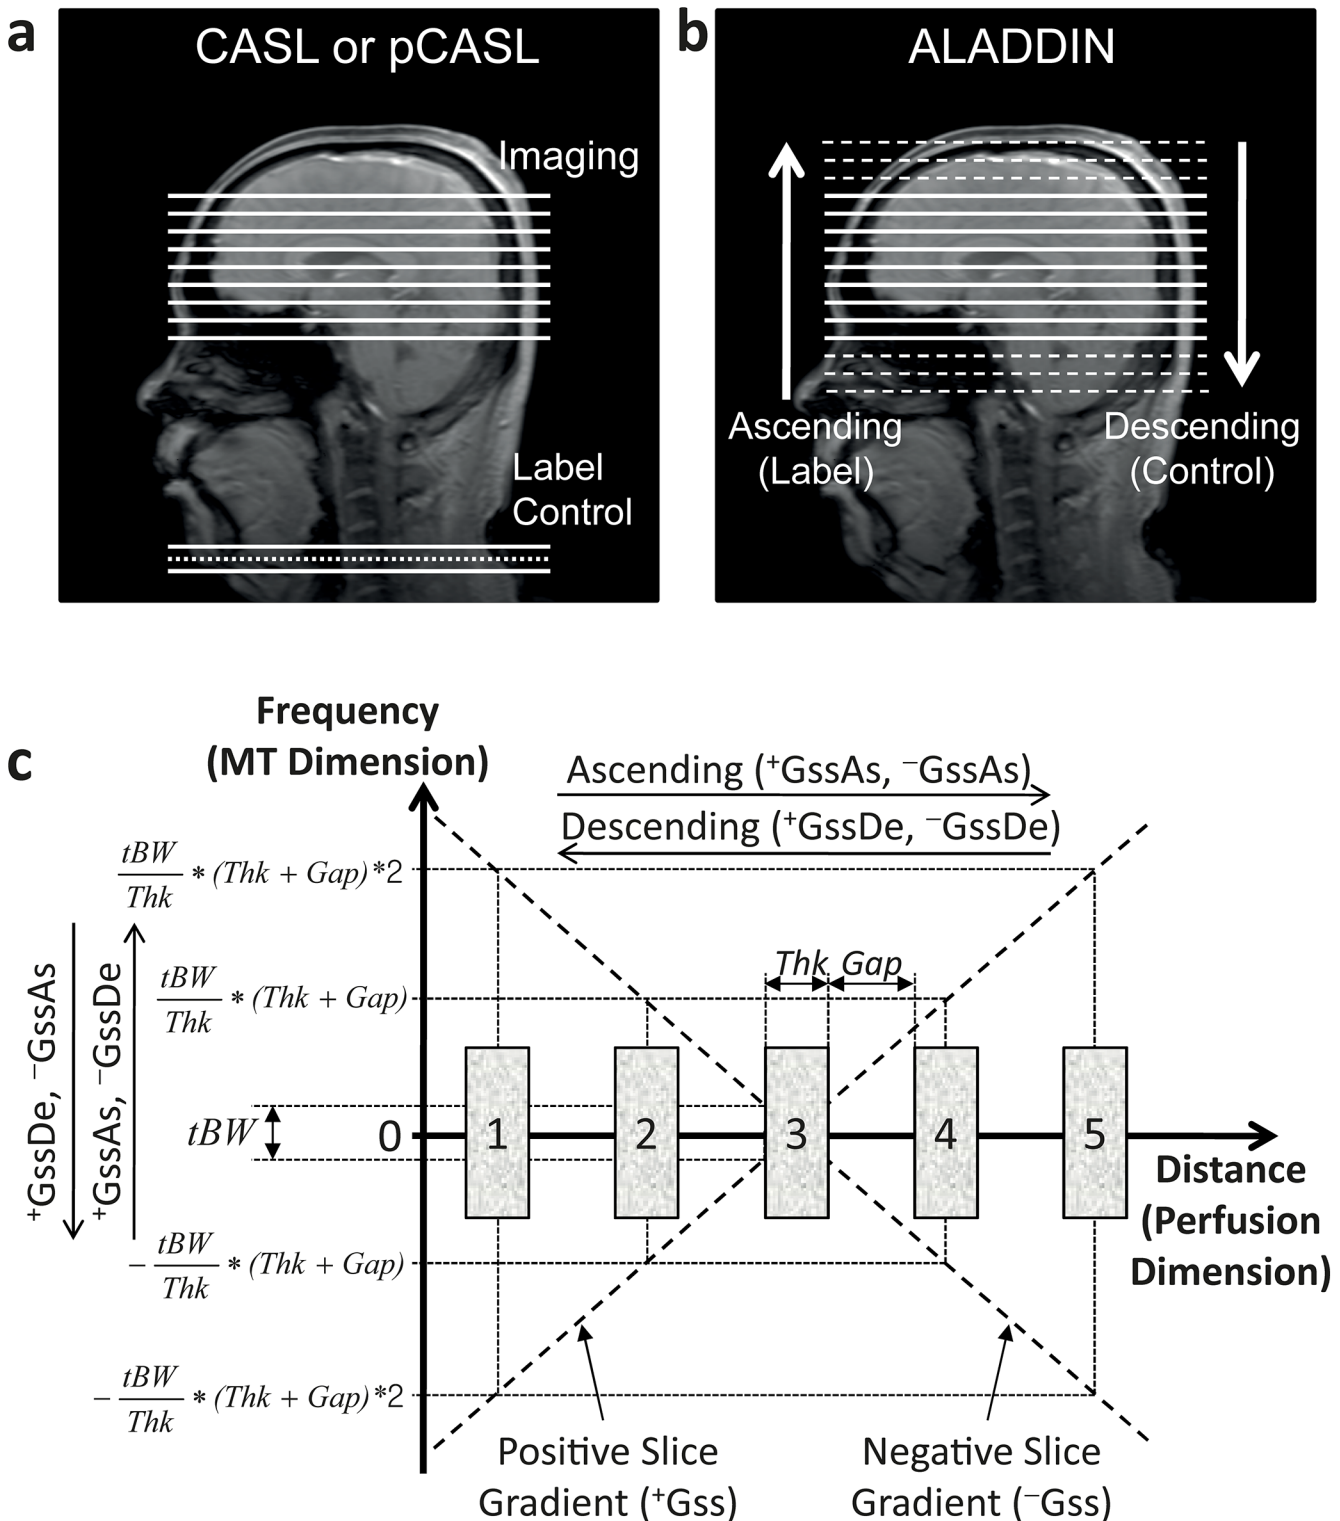 a
CASL or pCASL
Imaging
Label
Control
b
ALADDIN
Ascending
(Label)
Descending
(Control)
c
Frequency
(MT Dimension)
Ascending (⁺GssAs, ⁻GssAs)
Descending (⁺GssDe, ⁻GssDe)
tBW/Thk * (Thk + Gap)*2
tBW/Thk * (Thk + Gap)
Thk Gap
tBW
0
1 2 3 4 5
⁺GssDe, ⁻GssAs
⁺GssAs, ⁻GssDe
Distance
(Perfusion
Dimension)
− tBW/Thk * (Thk + Gap)
− tBW/Thk * (Thk + Gap)*2
Positive Slice
Gradient (⁺Gss)
Negative Slice
Gradient (⁻Gss)